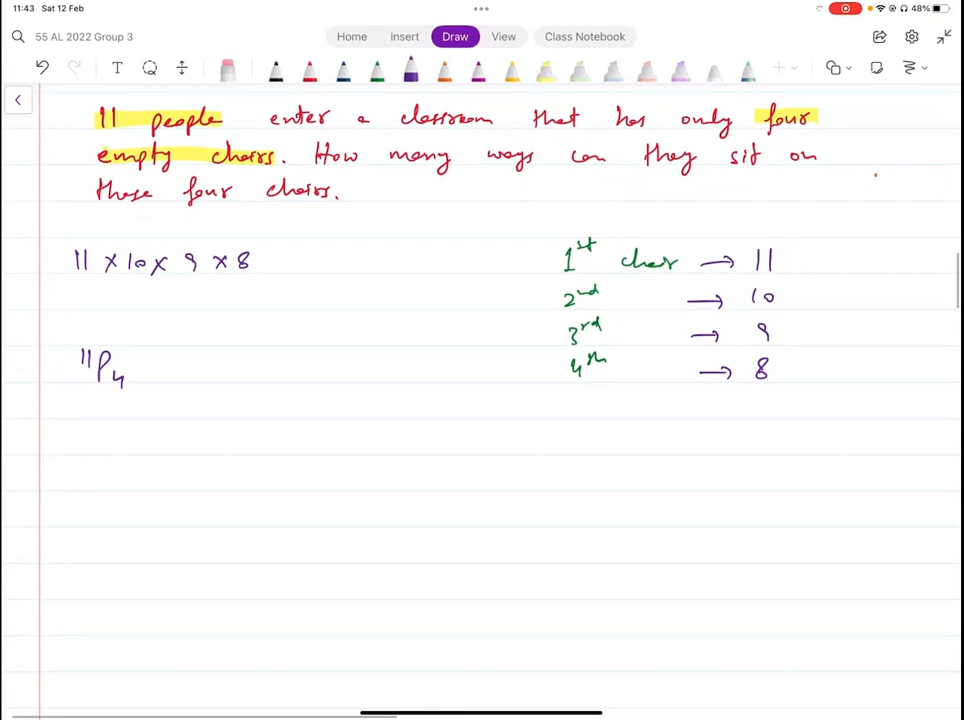 11:43 Sat 12 Feb
48%
55 AL 2022 Group 3
Home Insert Draw View Class Notebook
11 people enter a classroom that has only four
empty chairs. How many ways can they sit on
these four chairs.
11 × 10 × 9 × 8
1st chair → 11
2nd → 10
3rd → 9
4th → 8
¹¹P₄